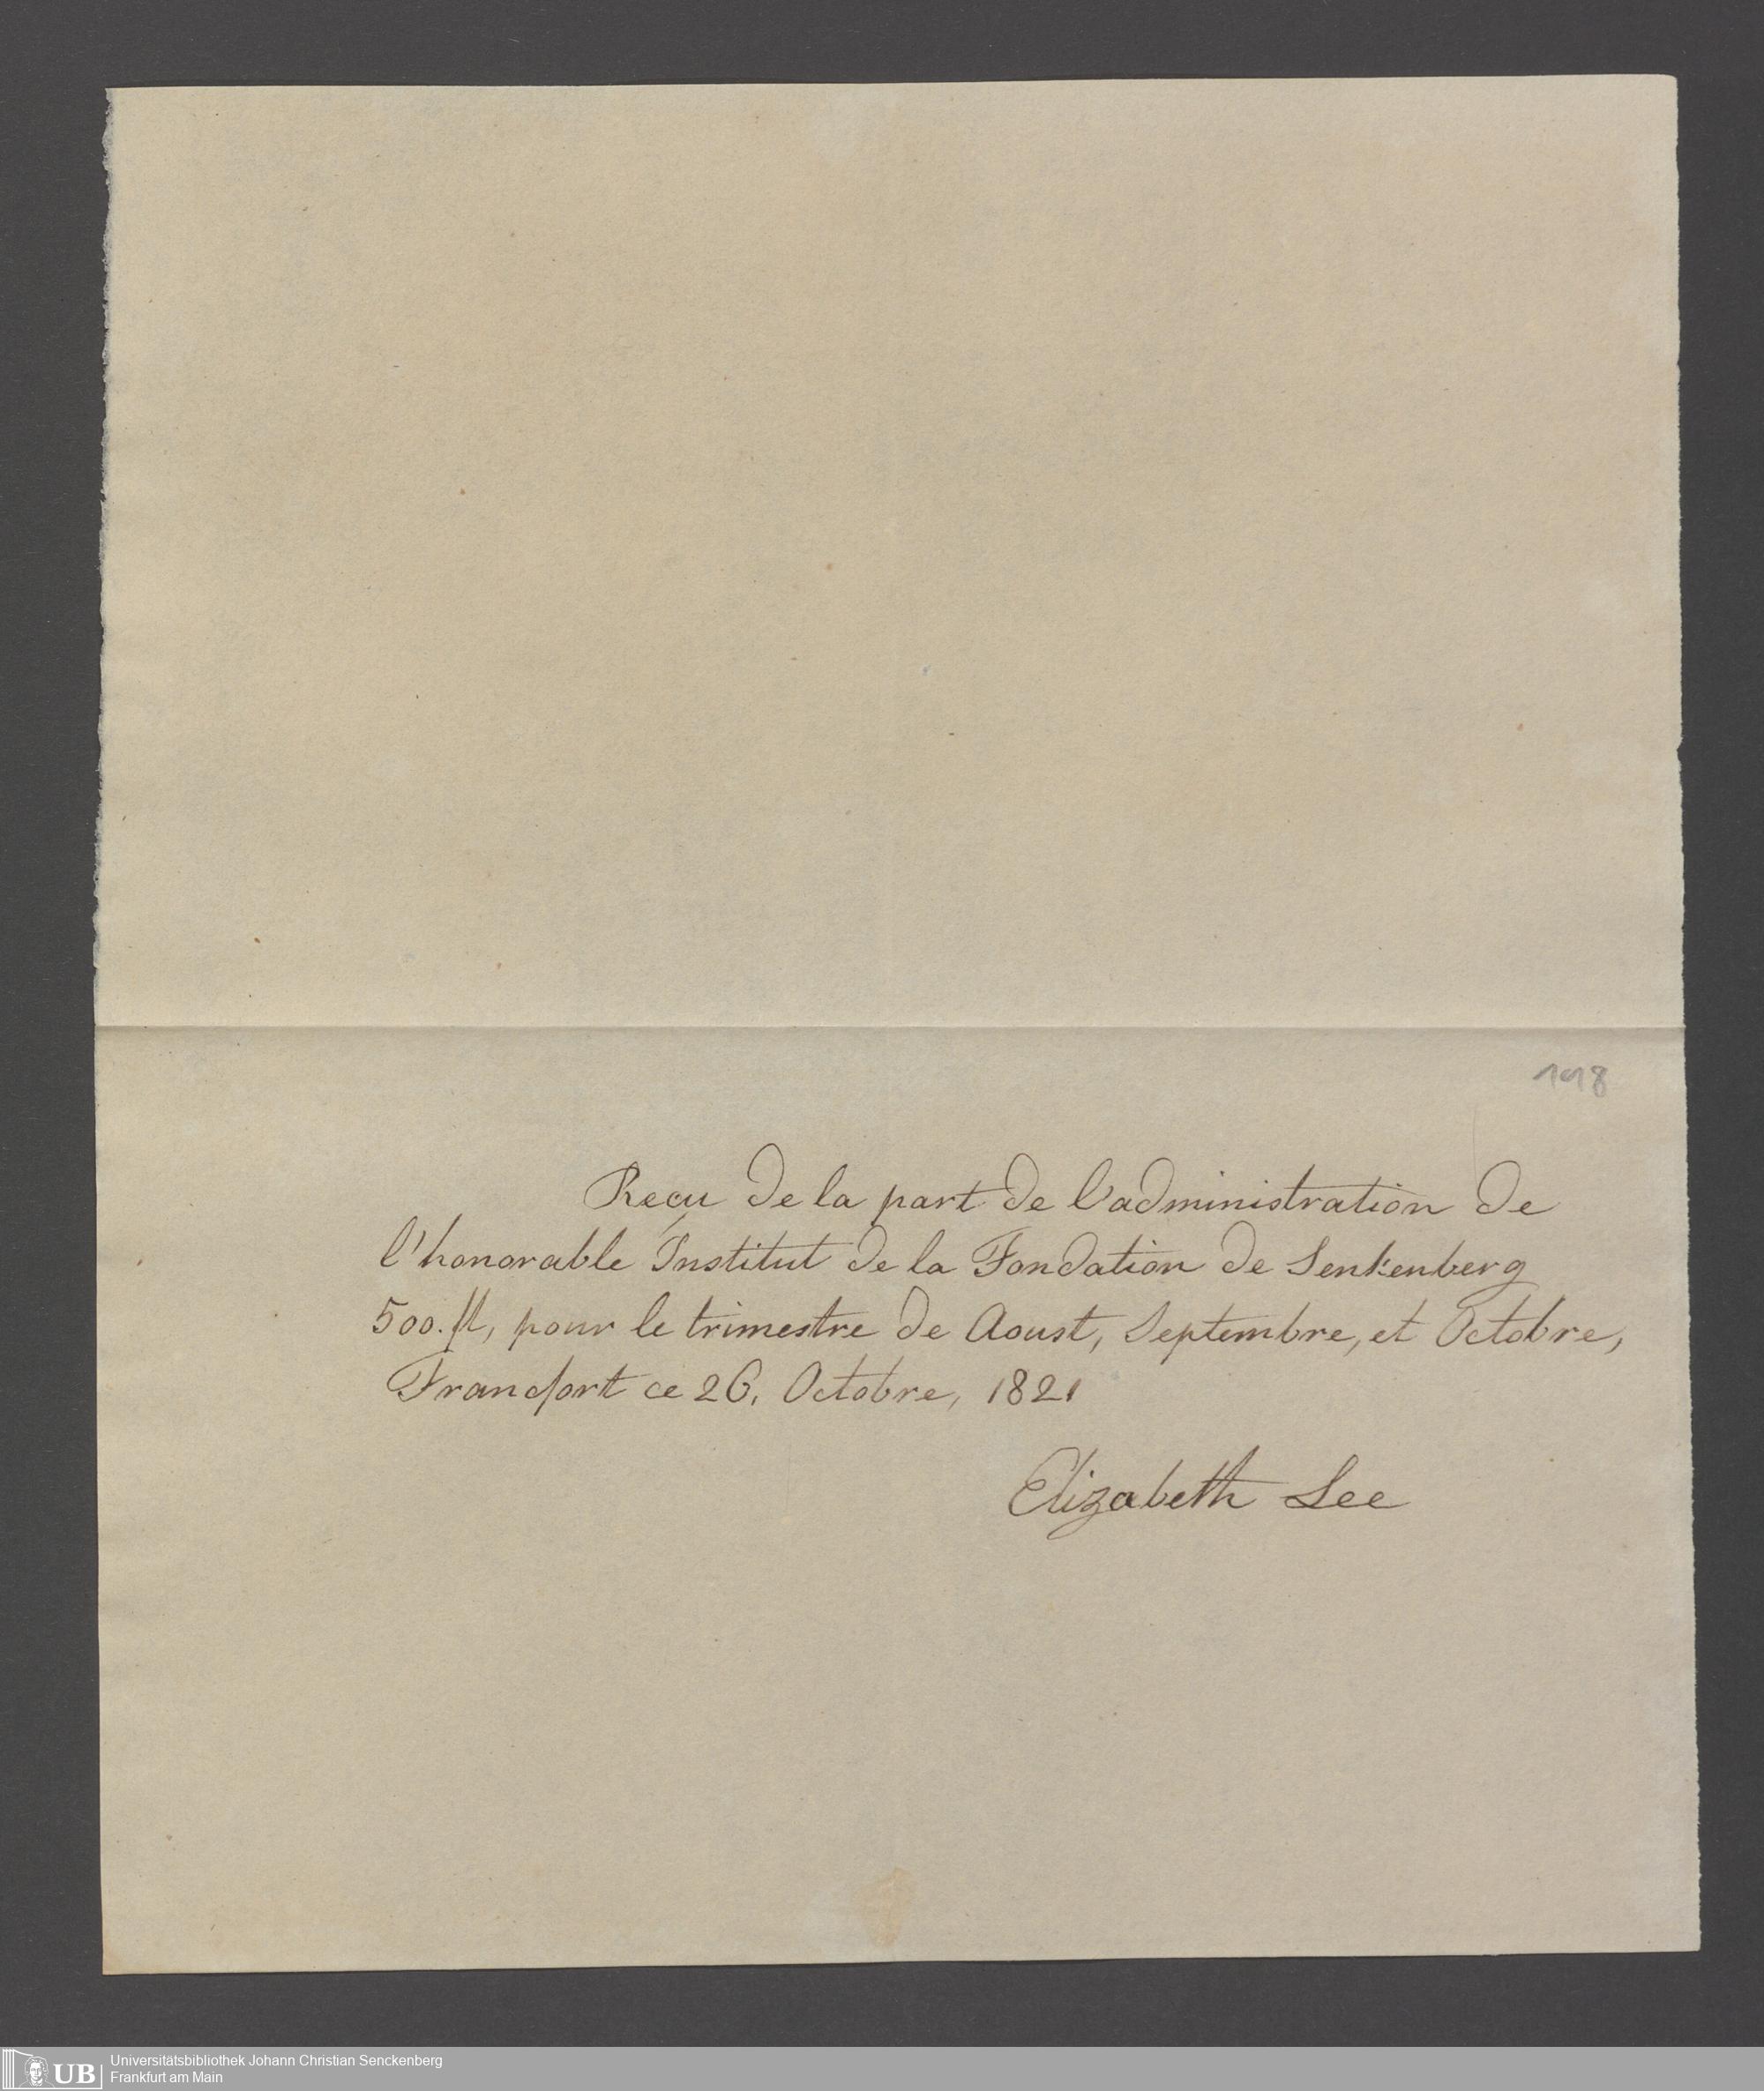 198
Reçu de la part de l'administration de
l'honorable Institut de la Fondation de Senkenberg
500. fl, pour le trimestre de Aoust, Septembre, et Octobre,
Francfort ce 26, Octobre, 1821
Elizabeth Lee
UB
Universitätsbibliothek Johann Christian Senckenberg
Frankfurt am Main